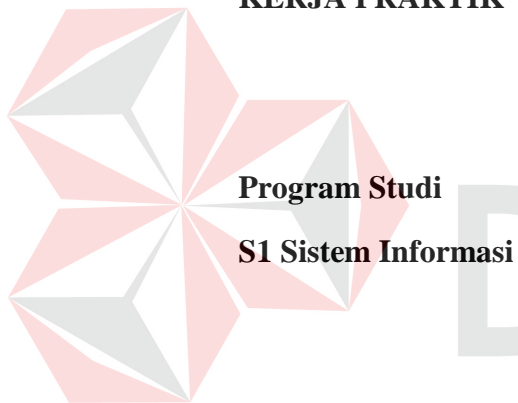 KERJA PRAKTIK
Program Studi
S1 Sistem Informasi
D